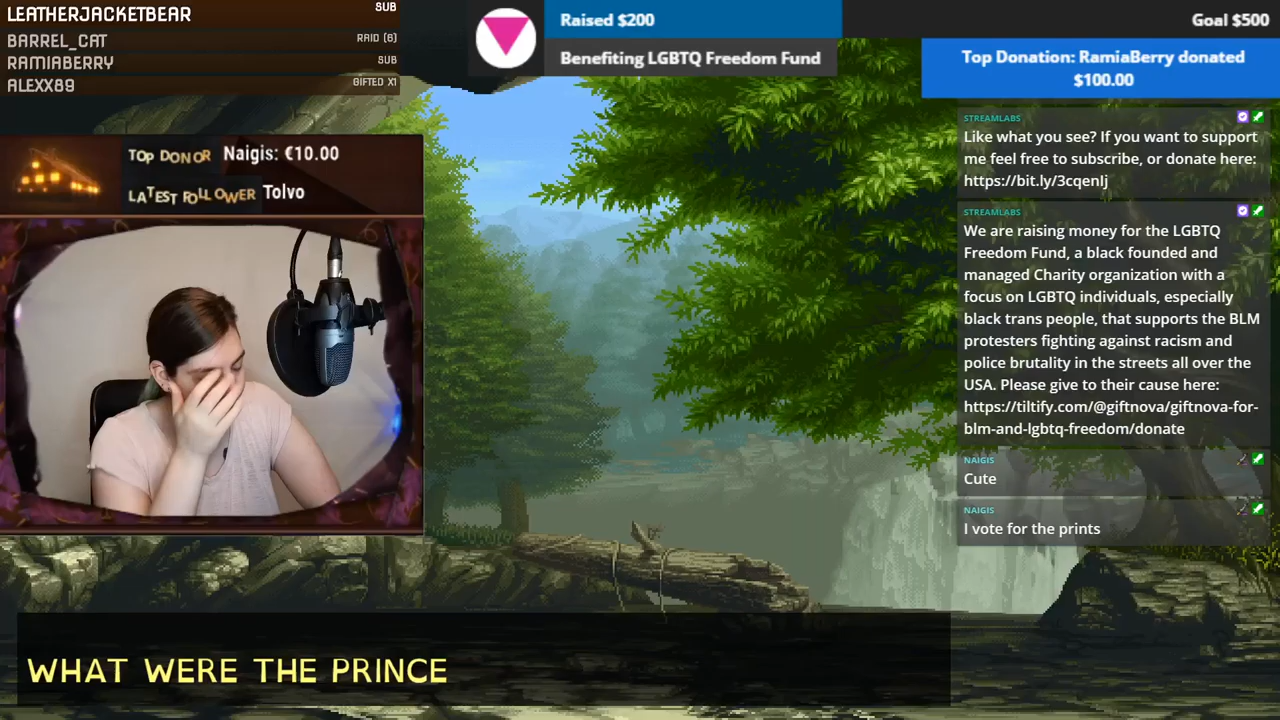 LEATHERJACKETBEAR SUB
BARREL_CAT RAID (6)
RAMIABERRY SUB
ALEXX89 GIFTED X1
Raised $200
Goal $500
Benefiting LGBTQ Freedom Fund
Top Donation: RamiaBerry donated
$100.00
TOP DONOR Naigis: €10.00
LATEST FOLLOWER Tolvo
STREAMLABS
Like what you see? If you want to support
me feel free to subscribe, or donate here:
https://bit.ly/3cqenIj
STREAMLABS
We are raising money for the LGBTQ
Freedom Fund, a black founded and
managed Charity organization with a
focus on LGBTQ individuals, especially
black trans people, that supports the BLM
protesters fighting against racism and
police brutality in the streets all over the
USA. Please give to their cause here:
https://tiltify.com/@giftnova/giftnova-for-
blm-and-lgbtq-freedom/donate
NAIGIS
Cute
NAIGIS
I vote for the prints
WHAT WERE THE PRINCE